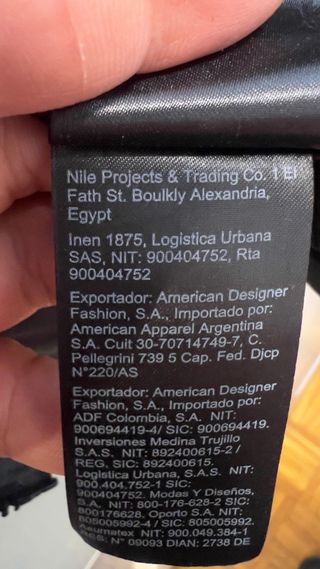 Nile Projects & Trading Co. 1 El
Fath St. Boulkly Alexandria,
Egypt
Inen 1875, Logistica Urbana
SAS, NIT: 900404752, Rta
900404752
Exportador: American Designer
Fashion, S.A., Importado por:
American Apparel Argentina
S.A. Cuit 30-70714749-7, C.
Pellegrini 739 5 Cap. Fed. Djcp
N°220/AS
Exportador: American Designer
Fashion, S.A., Importado por:
ADF Colombia, S.A. NIT:
900694419-4/ SIC: 900694419.
Inversiones Medina Trujillo
S.A.S. NIT: 892400615-2 /
REG. SIC: 892400615.
Logistica Urbana, S.A.S. NIT:
900.404.752-1 SIC:
900404752. Modas Y Diseños,
S.A. NIT: 800-176-628-2 SIC:
800176628, Oporto S.A. NIT:
805005992-4 / SIC: 805005992.
NIT: 900.049.384-1
N° 09093 DIAN: 2738 DE